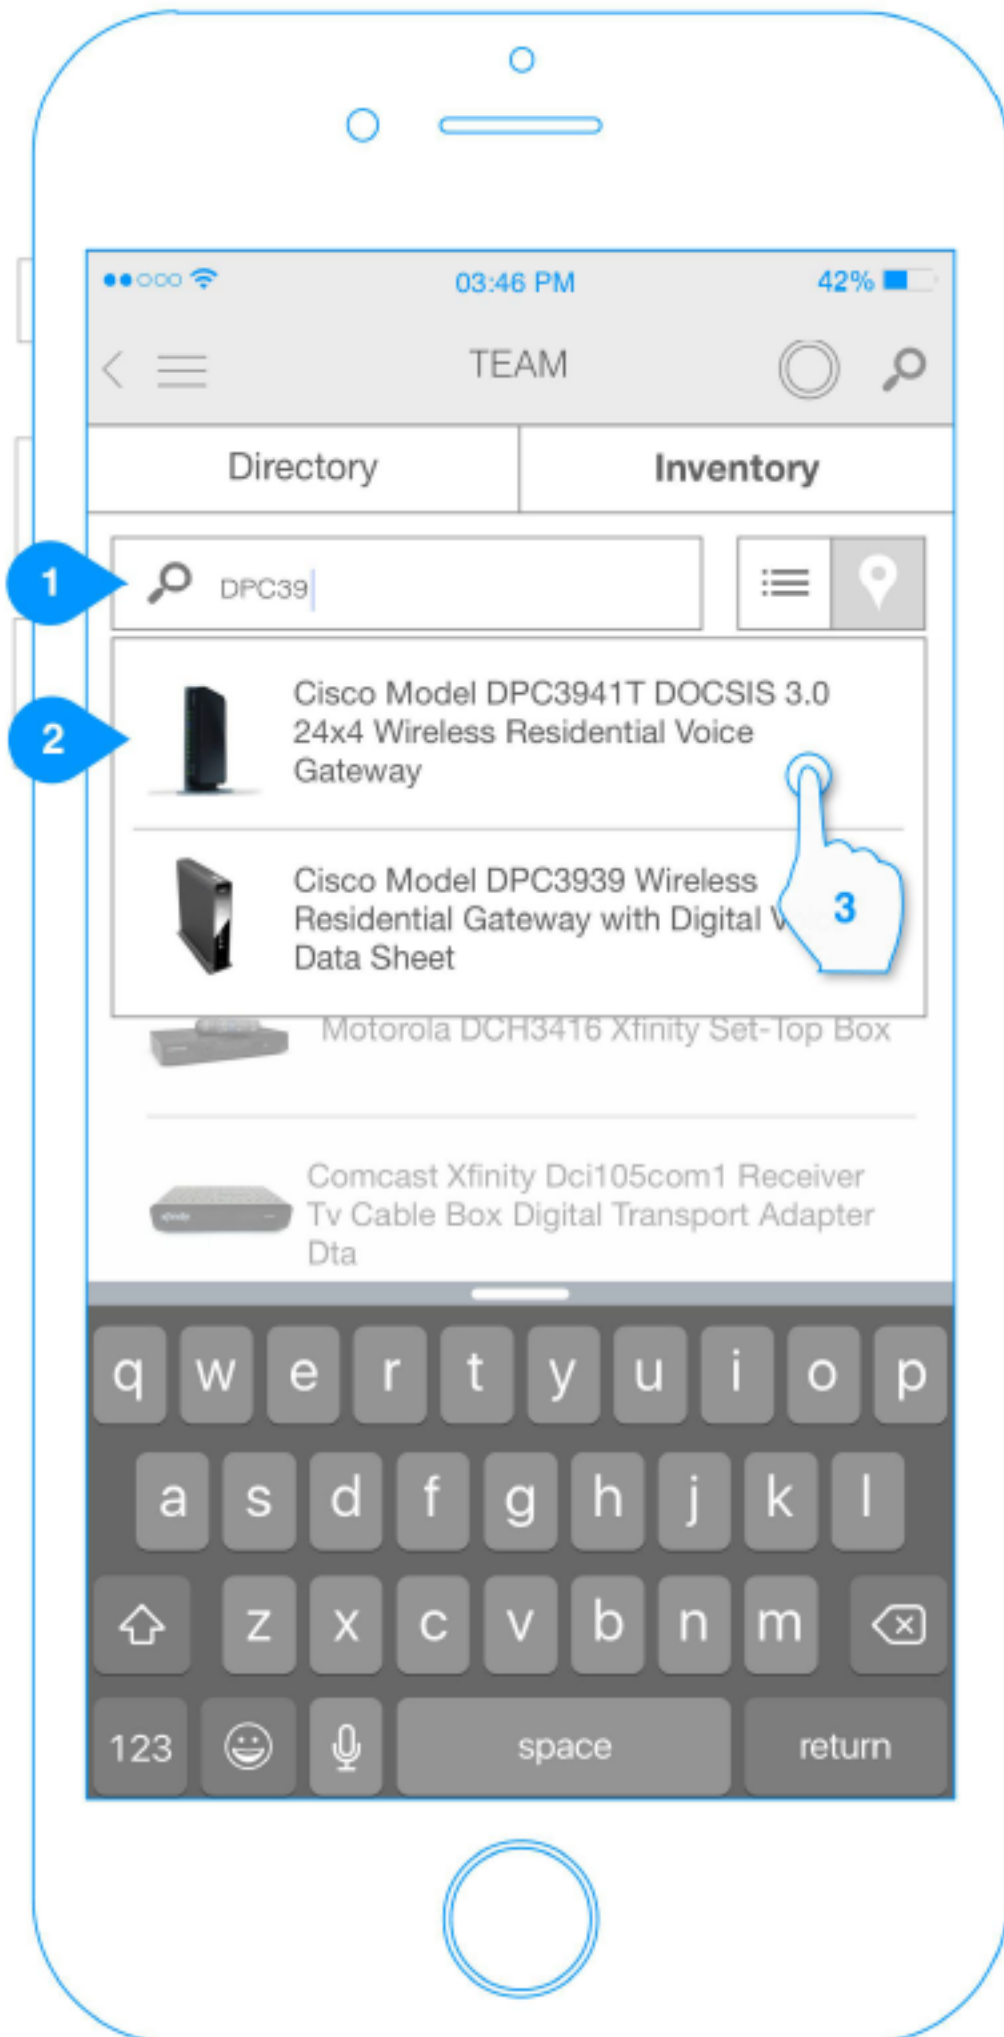 03:46 PM 42%
TEAM
Directory Inventory
1 DPC39
2 Cisco Model DPC3941T DOCSIS 3.0
24x4 Wireless Residential Voice
Gateway
Cisco Model DPC3939 Wireless
3
Residential Gateway with Digital
Data Sheet
Motorola DCH3416 Xfinity Set-Top Box
Comcast Xfinity Dci105com1 Receiver
Tv Cable Box Digital Transport Adapter
Dta
q w e r t y u i o p
a s d f g h j k l
z x c v b n m
123 space return